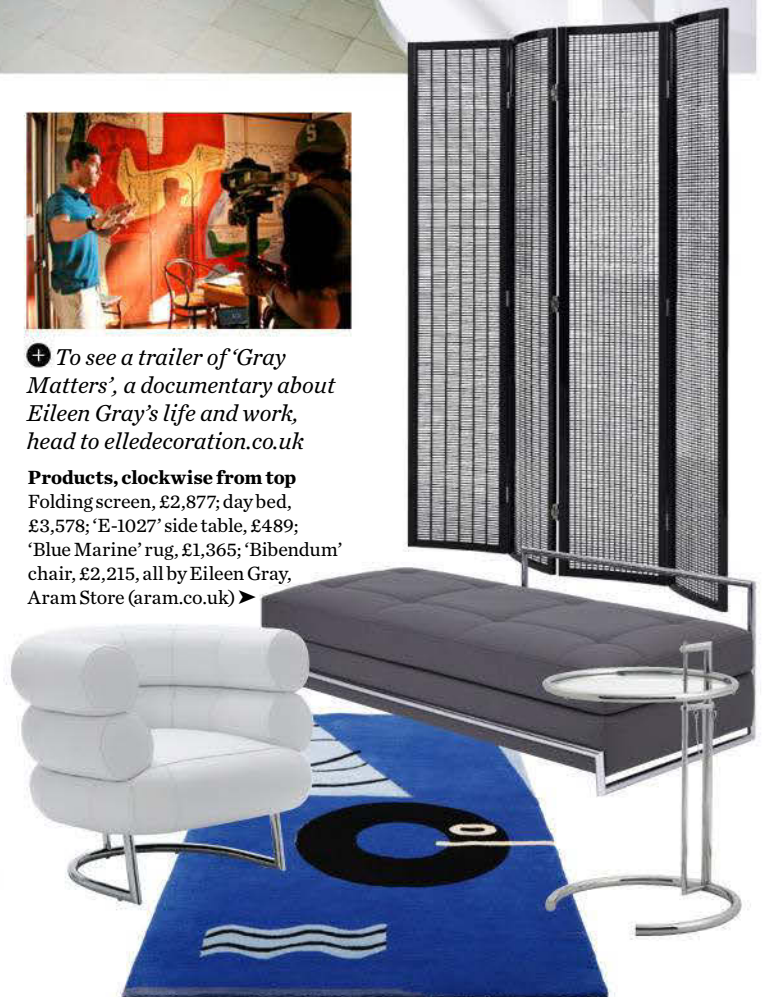 + To see a trailer of ‘Gray
Matters’, a documentary about
Eileen Gray’s life and work,
head to elledecoration.co.uk
Products, clockwise from top
Folding screen, £2,877; day bed,
£3,578; ‘E-1027’ side table, £489;
‘Blue Marine’ rug, £1,365; ‘Bibendum’
chair, £2,215, all by Eileen Gray,
Aram Store (aram.co.uk) ➤
S